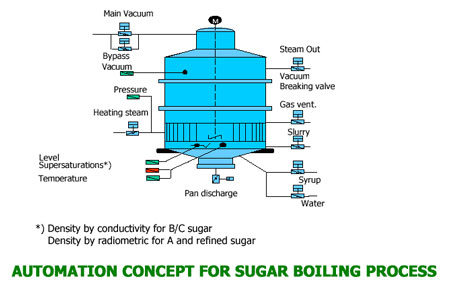 Main Vacuum
M
Bypass
Vacuum
Steam Out
Vacuum
Breaking valve
Pressure
Gas vent.
Heating steam
Slurry
Level
Supersaturations*)
Temperature
Syrup
Pan discharge
Water
*) Density by conductivity for B/C sugar
Density by radiometric for A and refined sugar
AUTOMATION CONCEPT FOR SUGAR BOILING PROCESS